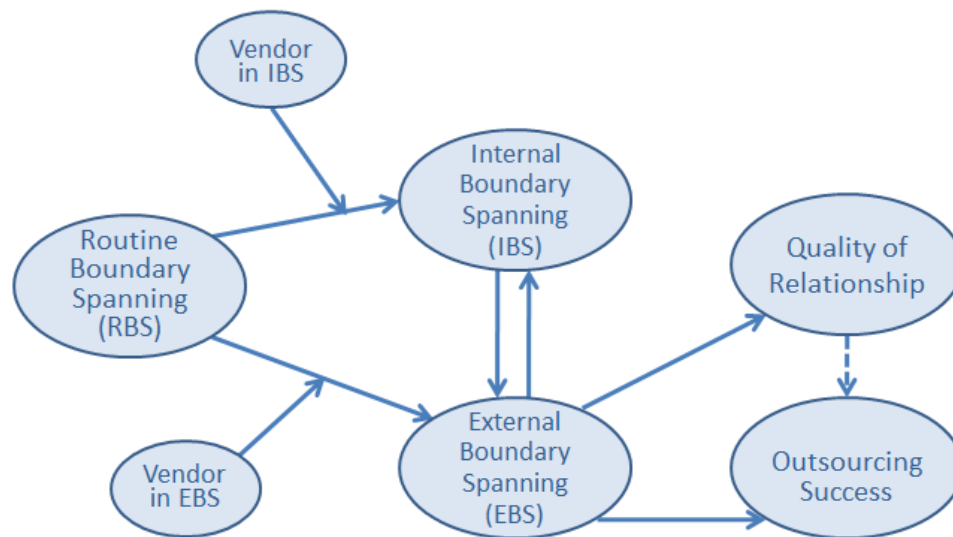 Vendor
in IBS
Internal
Boundary
Spanning
(IBS)
Routine
Boundary
Spanning
(RBS)
Quality of
Relationship
Vendor
in EBS
External
Boundary
Spanning
(EBS)
Outsourcing
Success